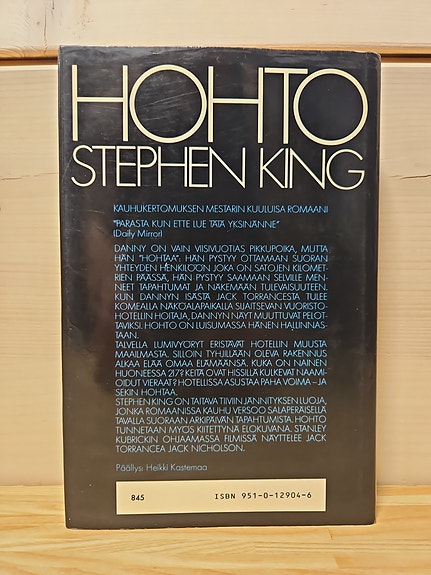 HOHTO
STEPHEN KING
KAUHUKERTOMUKSEN MESTARIN KUULUISA ROMAANI
"PARASTA KUN ETTE LUE TÄTÄ YKSINÄNNE"
(Daily Mirror)
DANNY ON VAIN VIISIVUOTIAS PIKKUPOIKA, MUTTA
HÄN "HOHTAA": HÄN PYSTYY OTTAMAAN SUORAN
YHTEYDEN HENKILÖÖN JOKA ON SATOJEN KILOMET-
RIEN PÄÄSSÄ, HÄN PYSTYY SAAMAAN SELVILLE MEN-
NEET TAPAHTUMAT JA NÄKEMÄÄN TULEVAISUUTEEN.
KUN DANNYN ISÄSTÄ JACK TORRANCESTA TULEE
KOMEALLA NÄKÖALAPAIKALLA SIJAITSEVAN VUORISTO-
HOTELLIN HOITAJA, DANNYN NÄYT MUUTTUVAT PELOT-
TAVIKSI. HOHTO ON LUISUMASSA HÄNEN HALLINNAS-
TAAN.
TALVELLA LUMIVYÖRYT ERISTÄVÄT HOTELLIN MUUSTA
MAAILMASTA. SILLOIN TYHJILLÄÄN OLEVA RAKENNUS
ALKAA ELÄÄ OMAA ELÄMÄÄNSÄ. KUKA ON NAINEN
HUONEESSA 217? KEITÄ OVAT HISSILLÄ KULKEVAT NAAMI-
OIDUT VIERAAT? HOTELLISSA ASUSTAA PAHA VOIMA – JA
SEKIN HOHTAA.
STEPHEN KING ON TAITAVA TIIVIIN JÄNNITYKSEN LUOJA,
JONKA ROMAANISSA KAUHU VERSOO SALAPERÄISELLÄ
TAVALLA SUORAAN ARKIPÄIVÄN TAPAHTUMISTA. HOHTO
TUNNETAAN MYÖS KIITETTYNÄ ELOKUVANA. STANLEY
KUBRICKIN OHJAAMASSA FILMISSÄ NÄYTTELEE JACK
TORRANCEA JACK NICHOLSON.
Päällys: Heikki Kastemaa
84.5 ISBN 951-0-12904-6